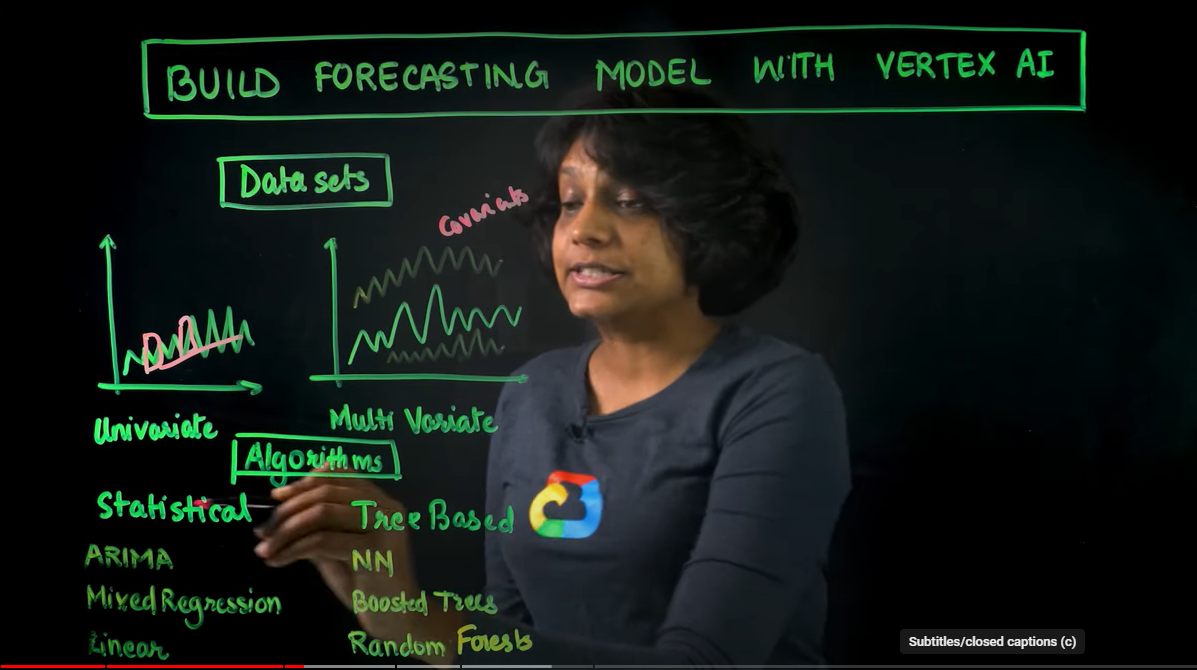 BUILD FORECASTING MODEL WITH VERTEX AI
Data sets
Covariats
Univariate
Multi Variate
Algorithms
Statistical
ARIMA
Mixed Regression
Linear
Tree Based
NN
Boosted Trees
Random Forests
Subtitles/closed captions (c)